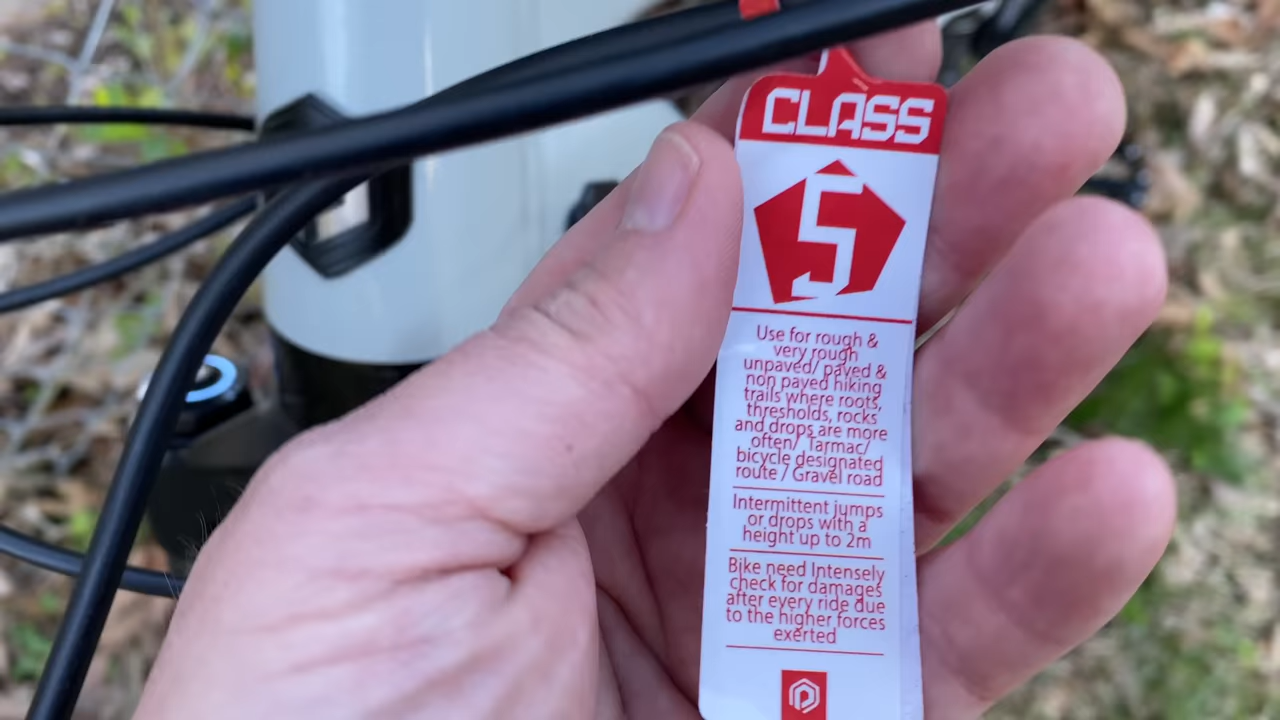 CLASS
5
Use for rough &
very rough
unpaved/ paved &
non paved hiking
trails where roots,
thresholds, rocks
and drops are more
often/ Tarmac/
bicycle designated
route / Gravel road
Intermittent jumps
or drops with a
height up to 2m
Bike need Intensely
check for damages
after every ride due
to the higher forces
exerted